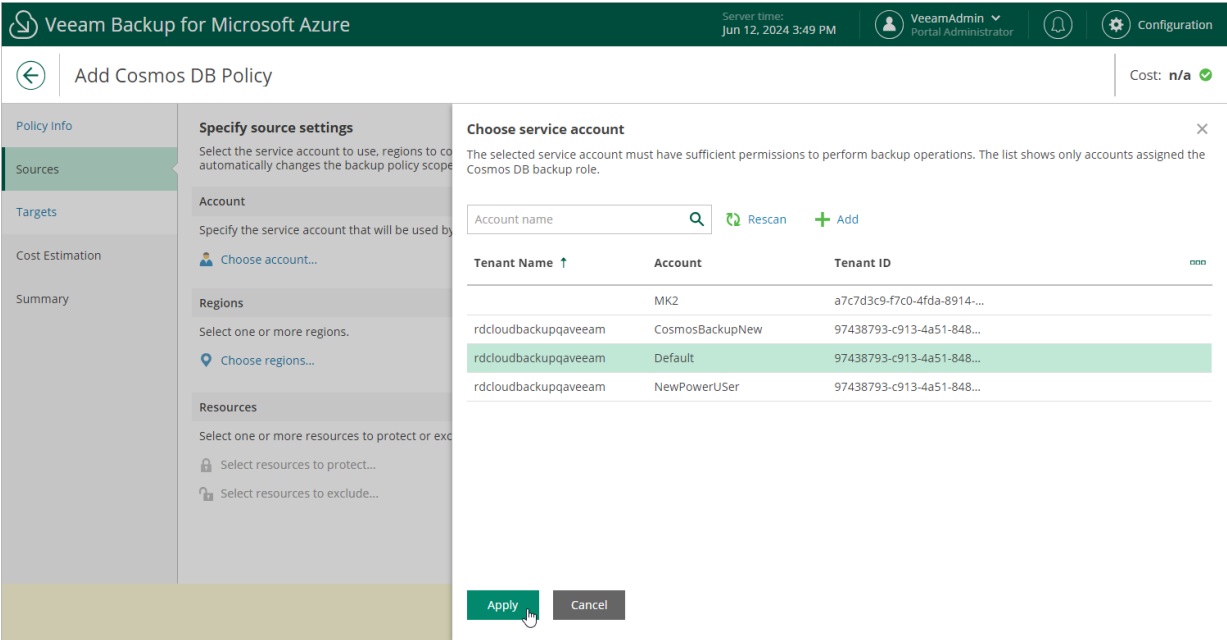 Veeam Backup for Microsoft Azure
Server time:
Jun 12, 2024 3:49 PM
VeeamAdmin
Portal Administrator
Configuration
Add Cosmos DB Policy
Cost: n/a
Policy Info
Sources
Targets
Cost Estimation
Summary
Specify source settings
Select the service account to use, regions to co
automatically changes the backup policy scope
Account
Specify the service account that will be used by
Choose account...
Regions
Select one or more regions.
Choose regions...
Resources
Select one or more resources to protect or exc
Select resources to protect...
Select resources to exclude...
Choose service account
The selected service account must have sufficient permissions to perform backup operations. The list shows only accounts assigned the
Cosmos DB backup role.
Account name
Rescan
Add
Tenant Name Account Tenant ID
MK2 a7c7d3c9-f7c0-4fda-8914-...
rdcloudbackupqaveeam CosmosBackupNew 97438793-c913-4a51-848...
rdcloudbackupqaveeam Default 97438793-c913-4a51-848...
rdcloudbackupqaveeam NewPowerUSer 97438793-c913-4a51-848...
Apply
Cancel